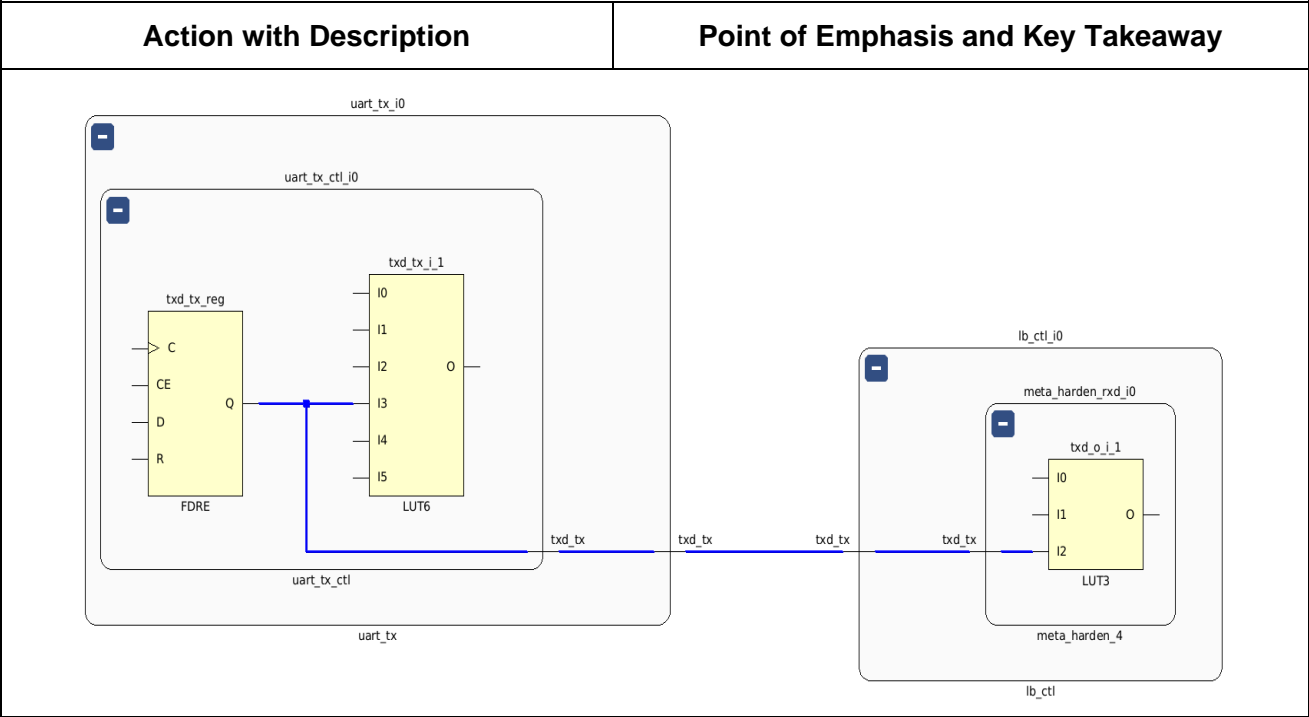 Action with Description
Point of Emphasis and Key Takeaway
uart_tx_i0
uart_tx_ctl_i0
txd_tx_reg
C
CE
D
R
Q
FDRE
txd_tx_i_1
I0
I1
I2
I3
I4
I5
O
LUT6
txd_tx
uart_tx_ctl
txd_tx
uart_tx
lb_ctl_i0
txd_tx
meta_harden_rxd_i0
txd_tx
txd_o_i_1
I0
I1
I2
O
LUT3
meta_harden_4
lb_ctl